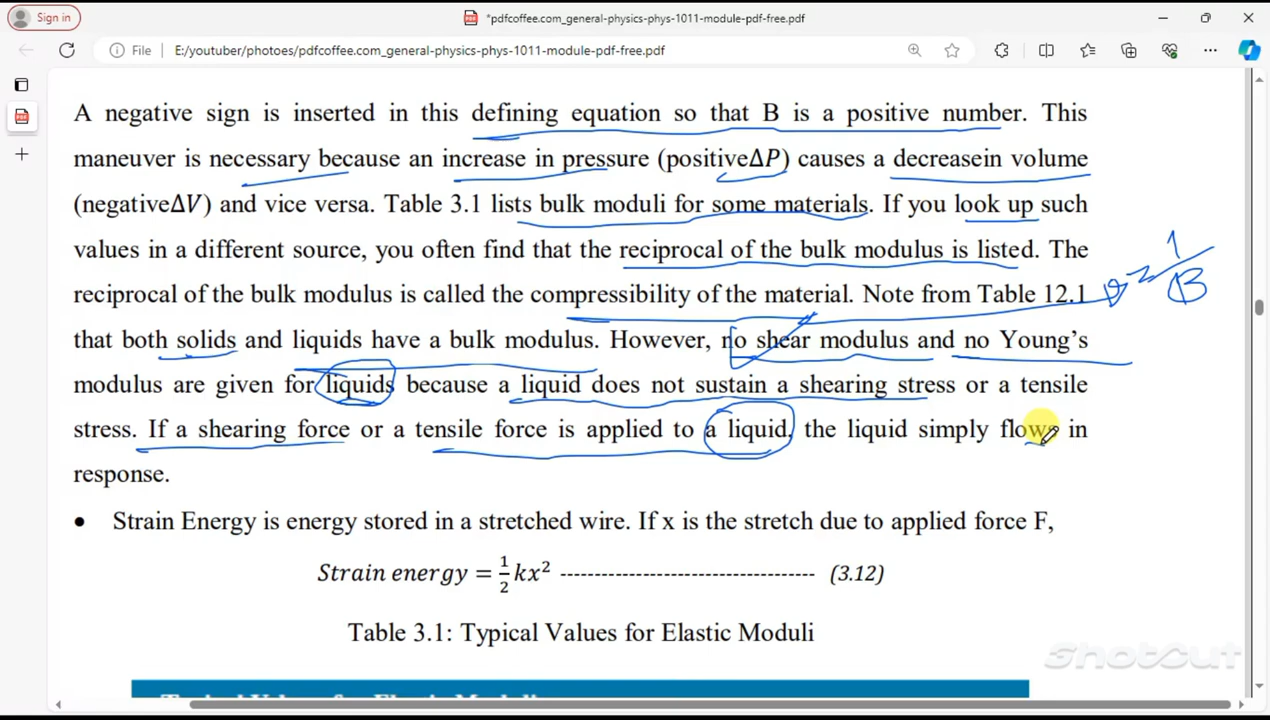 Sign in
*pdfcoffee.com_general-physics-phys-1011-module-pdf-free.pdf
File E:/youtuber/photoes/pdfcoffee.com_general-physics-phys-1011-module-pdf-free.pdf
A negative sign is inserted in this defining equation so that B is a positive number. This
maneuver is necessary because an increase in pressure (positiveΔP) causes a decreasein volume
(negativeΔV) and vice versa. Table 3.1 lists bulk moduli for some materials. If you look up such
values in a different source, you often find that the reciprocal of the bulk modulus is listed. The
reciprocal of the bulk modulus is called the compressibility of the material. Note from Table 12.1
1
B
that both solids and liquids have a bulk modulus. However, no shear modulus and no Young’s
modulus are given for liquids because a liquid does not sustain a shearing stress or a tensile
stress. If a shearing force or a tensile force is applied to a liquid, the liquid simply flows in
response.
• Strain Energy is energy stored in a stretched wire. If x is the stretch due to applied force F,
Strain energy = 1/2 kx² ----------------------------------- (3.12)
Table 3.1: Typical Values for Elastic Moduli
Shotcut